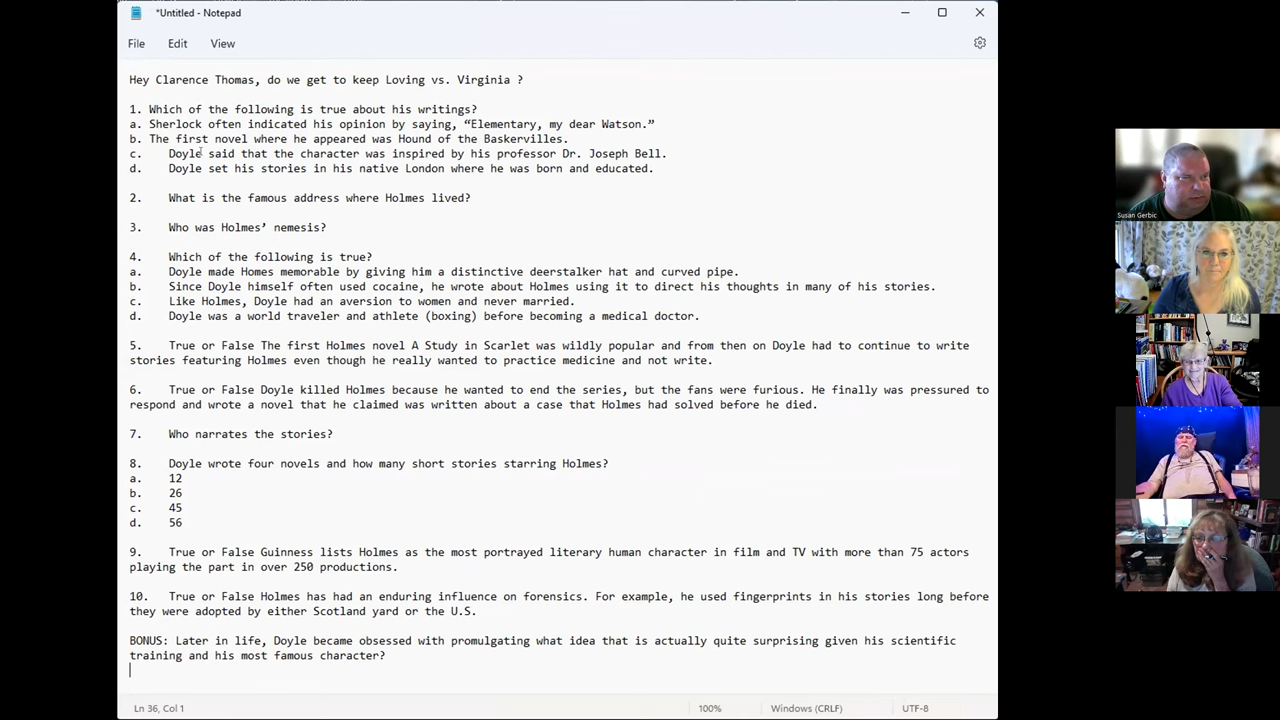 *Untitled - Notepad
File Edit View
Hey Clarence Thomas, do we get to keep Loving vs. Virginia ?
1. Which of the following is true about his writings?
a. Sherlock often indicated his opinion by saying, “Elementary, my dear Watson.”
b. The first novel where he appeared was Hound of the Baskervilles.
c. Doyle said that the character was inspired by his professor Dr. Joseph Bell.
d. Doyle set his stories in his native London where he was born and educated.
2. What is the famous address where Holmes lived?
3. Who was Holmes’ nemesis?
4. Which of the following is true?
a. Doyle made Homes memorable by giving him a distinctive deerstalker hat and curved pipe.
b. Since Doyle himself often used cocaine, he wrote about Holmes using it to direct his thoughts in many of his stories.
c. Like Holmes, Doyle had an aversion to women and never married.
d. Doyle was a world traveler and athlete (boxing) before becoming a medical doctor.
5. True or False The first Holmes novel A Study in Scarlet was wildly popular and from then on Doyle had to continue to write
stories featuring Holmes even though he really wanted to practice medicine and not write.
6. True or False Doyle killed Holmes because he wanted to end the series, but the fans were furious. He finally was pressured to
respond and wrote a novel that he claimed was written about a case that Holmes had solved before he died.
7. Who narrates the stories?
8. Doyle wrote four novels and how many short stories starring Holmes?
a. 12
b. 26
c. 45
d. 56
9. True or False Guinness lists Holmes as the most portrayed literary human character in film and TV with more than 75 actors
playing the part in over 250 productions.
10. True or False Holmes has had an enduring influence on forensics. For example, he used fingerprints in his stories long before
they were adopted by either Scotland yard or the U.S.
BONUS: Later in life, Doyle became obsessed with promulgating what idea that is actually quite surprising given his scientific
training and his most famous character?
Ln 36, Col 1 100% Windows (CRLF) UTF-8
Susan Gerbic